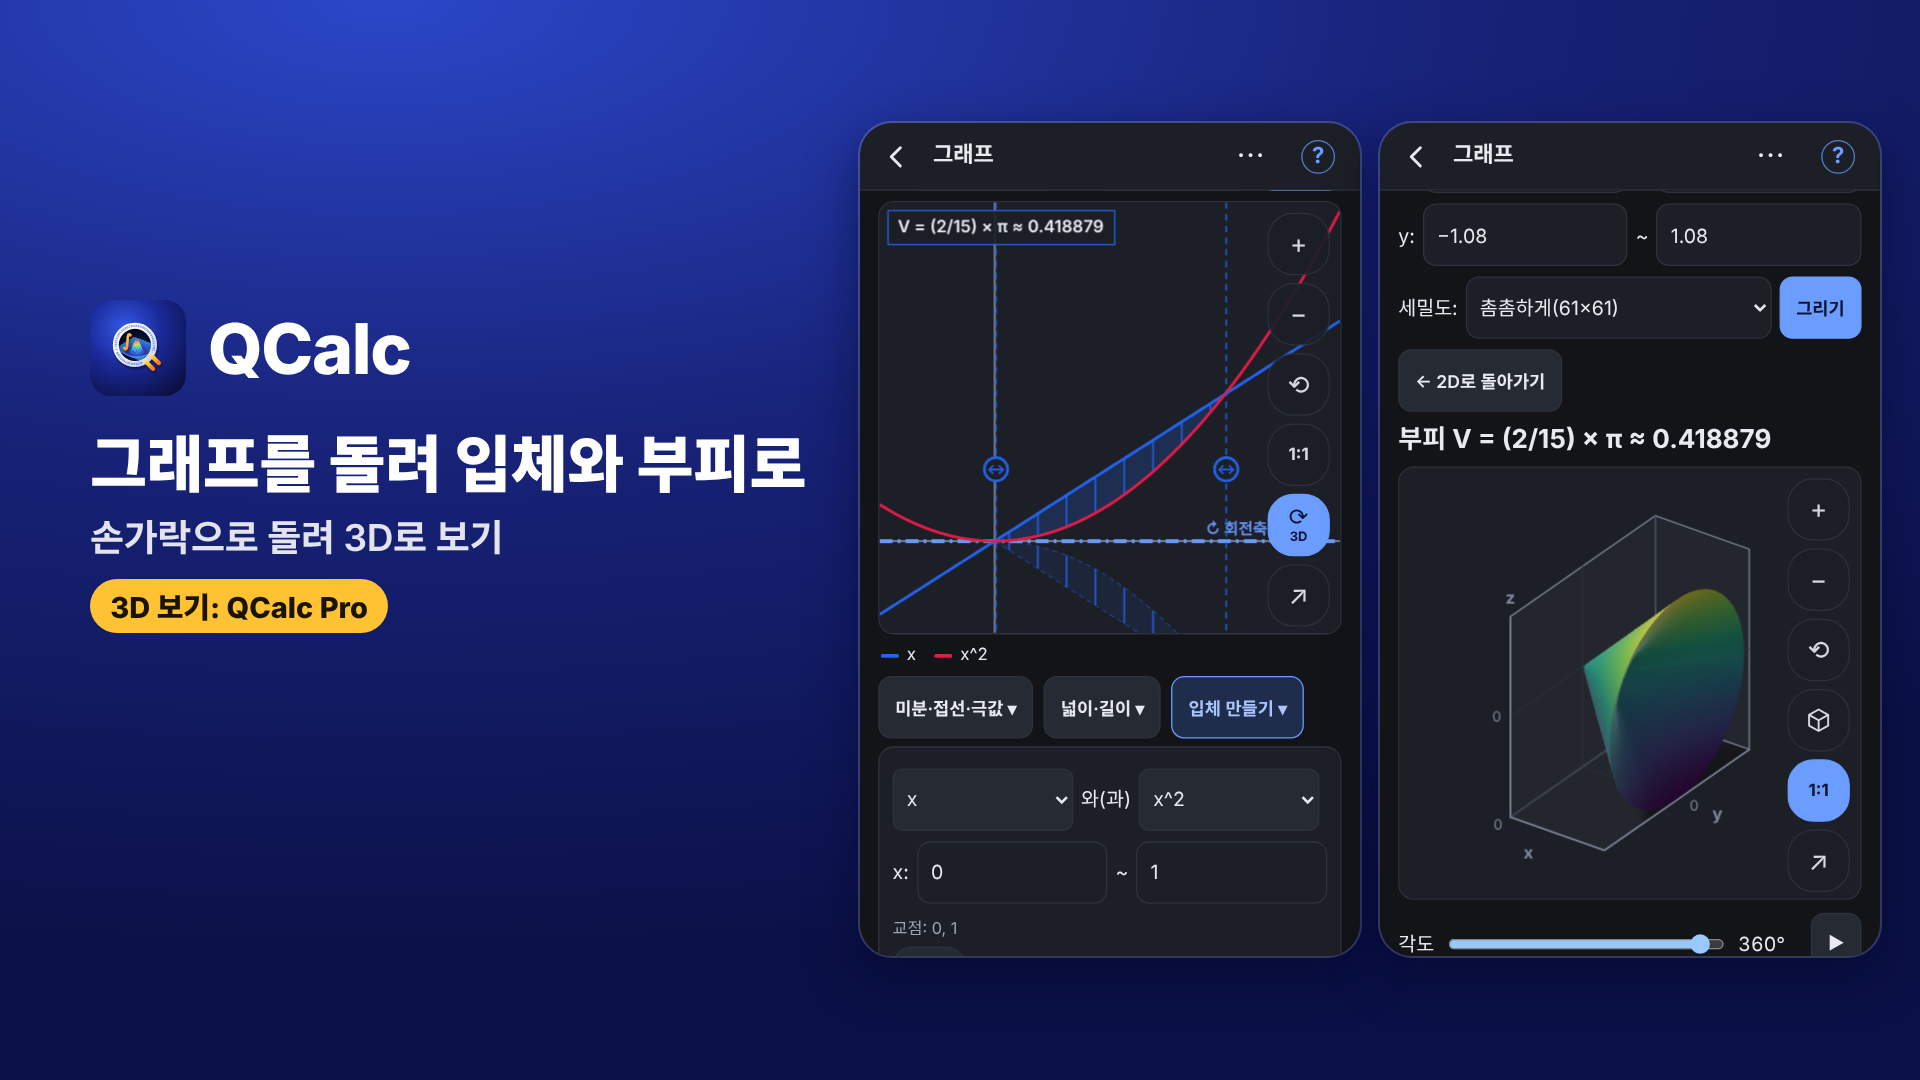 QCalc
그래프를 돌려 입체와 부피로
손가락으로 돌려 3D로 보기
3D 보기: QCalc Pro
그래프 ··· ?
V = (2/15) × π ≈ 0.418879
+
−
⟲
1:1
↻ 회전축
⟳
3D
↗
x x^2
미분·접선·극값 ▾ 넓이·길이 ▾ 입체 만들기 ▾
x 와(과) x^2
x: 0 ~ 1
교점: 0, 1
그래프 ··· ?
y: −1.08 ~ 1.08
세밀도: 촘촘하게(61×61) 그리기
← 2D로 돌아가기
부피 V = (2/15) × π ≈ 0.418879
+
−
⟲
1:1
↗
z
0
0
x
0
y
각도 360° ▶